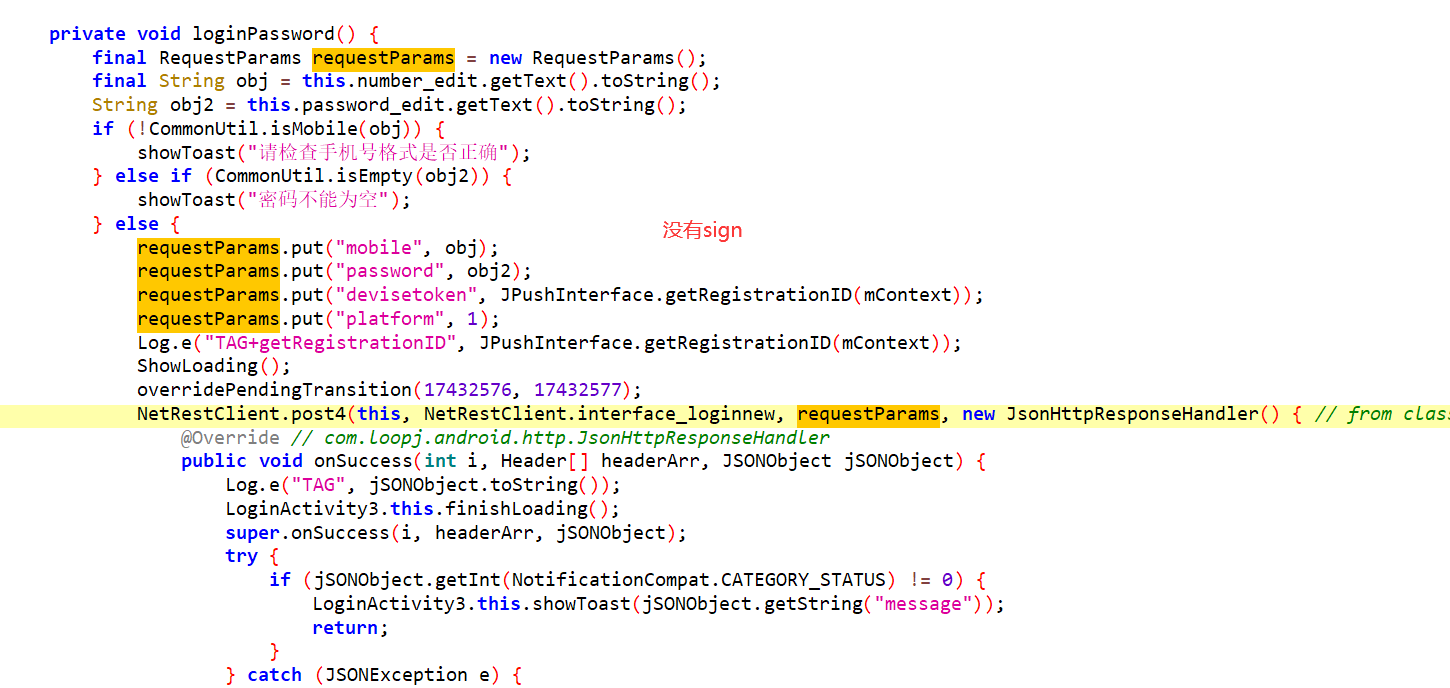 private void loginPassword() {
final RequestParams requestParams = new RequestParams();
final String obj = this.number_edit.getText().toString();
String obj2 = this.password_edit.getText().toString();
if (!CommonUtil.isMobile(obj)) {
showToast("请检查手机号格式是否正确");
} else if (CommonUtil.isEmpty(obj2)) {
showToast("密码不能为空");
} else {
没有sign
requestParams.put("mobile", obj);
requestParams.put("password", obj2);
requestParams.put("devisetoken", JPushInterface.getRegistrationID(mContext));
requestParams.put("platform", 1);
Log.e("TAG+getRegistrationID", JPushInterface.getRegistrationID(mContext));
ShowLoading();
overridePendingTransition(17432576, 17432577);
NetRestClient.post4(this, NetRestClient.interface_loginnew, requestParams, new JsonHttpResponseHandler() { // from clas
@Override // com.loopj.android.http.JsonHttpResponseHandler
public void onSuccess(int i, Header[] headerArr, JSONObject jSONObject) {
Log.e("TAG", jSONObject.toString());
LoginActivity3.this.finishLoading();
super.onSuccess(i, headerArr, jSONObject);
try {
if (jSONObject.getInt(NotificationCompat.CATEGORY_STATUS) != 0) {
LoginActivity3.this.showToast(jSONObject.getString("message"));
return;
}
} catch (JSONException e) {